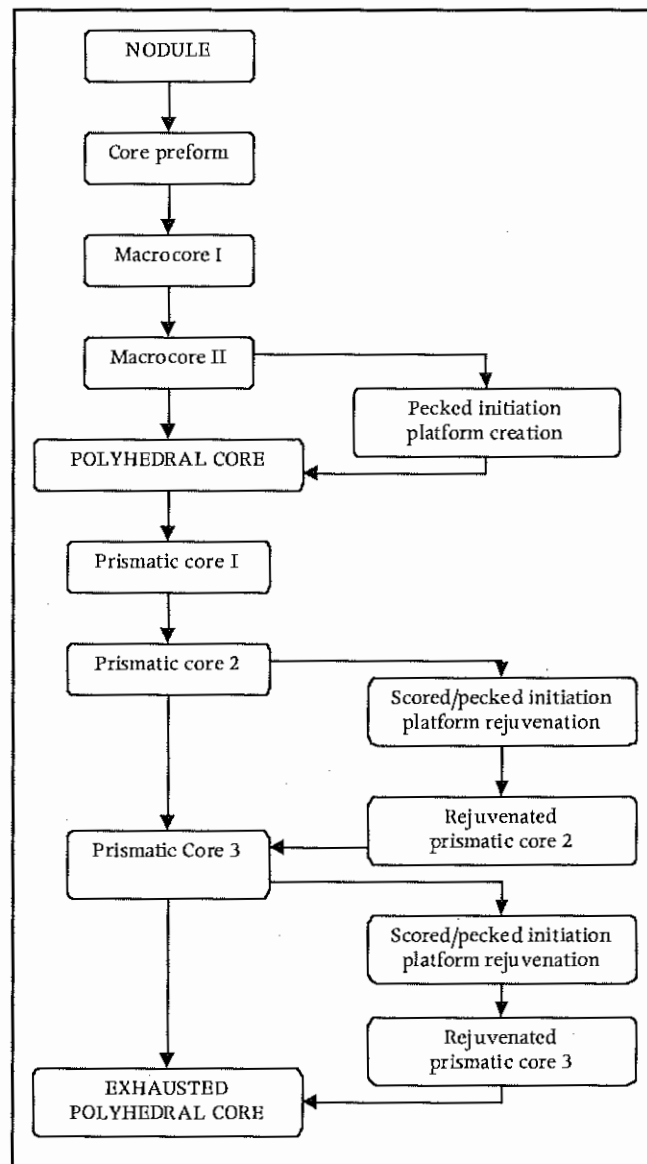 NODULE
Core preform
Macrocore I
Macrocore II
Pecked initiation
platform creation
POLYHEDRAL CORE
Prismatic core I
Prismatic core 2
Scored/pecked initiation
platform rejuvenation
Rejuvenated
prismatic core 2
Prismatic Core 3
Scored/pecked initiation
platform rejuvenation
Rejuvenated
prismatic core 3
EXHAUSTED
POLYHEDRAL CORE